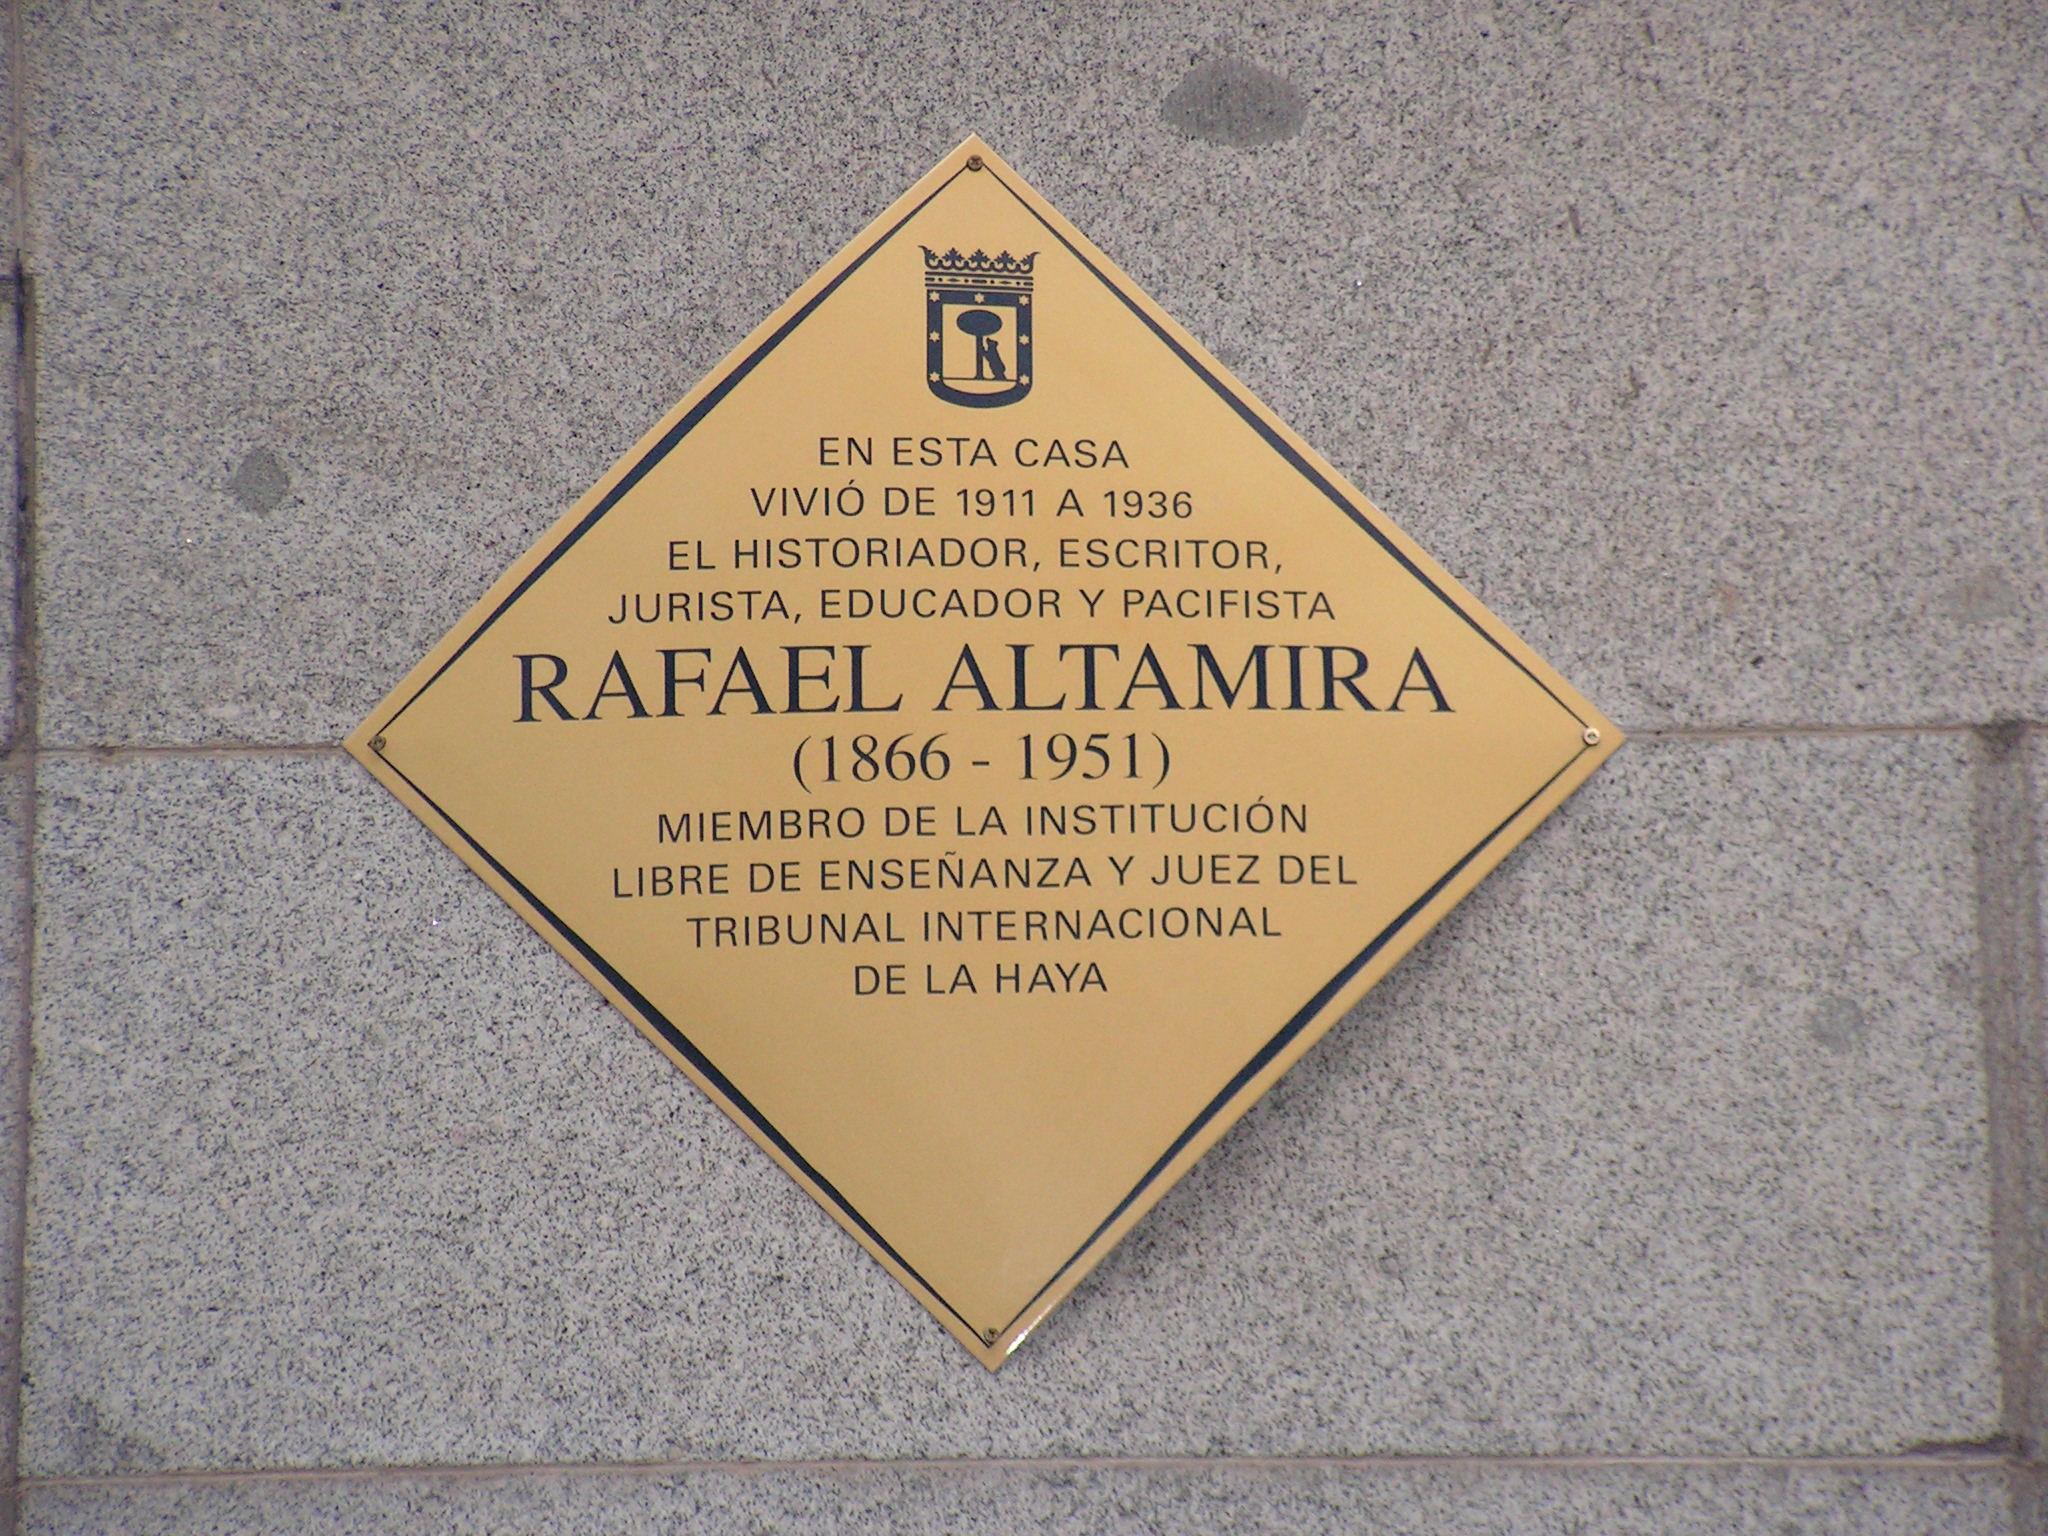 EN ESTA CASA
VIVIÓ DE 1911 A 1936
EL HISTORIADOR, ESCRITOR,
JURISTA, EDUCADOR Y PACIFISTA
RAFAEL ALTAMIRA
(1866 - 1951)
MIEMBRO DE LA INSTITUCIÓN
LIBRE DE ENSEÑANZA Y JUEZ DEL
TRIBUNAL INTERNACIONAL
DE LA HAYA